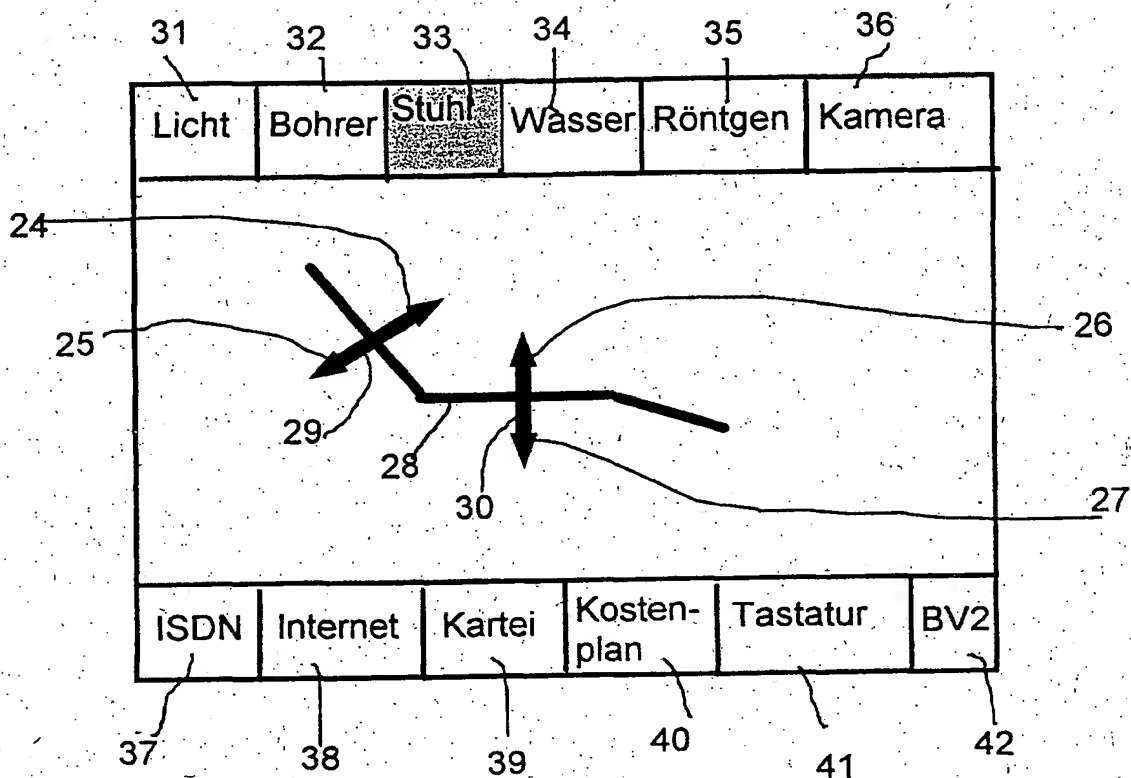 31 32 33 34 35 36
Licht Bohrer Stuhl Wasser Röntgen Kamera
24
25 26
29
28
30 27
ISDN Internet Kartei Kosten-
plan Tastatur BV2
37 38 39 40 41 42